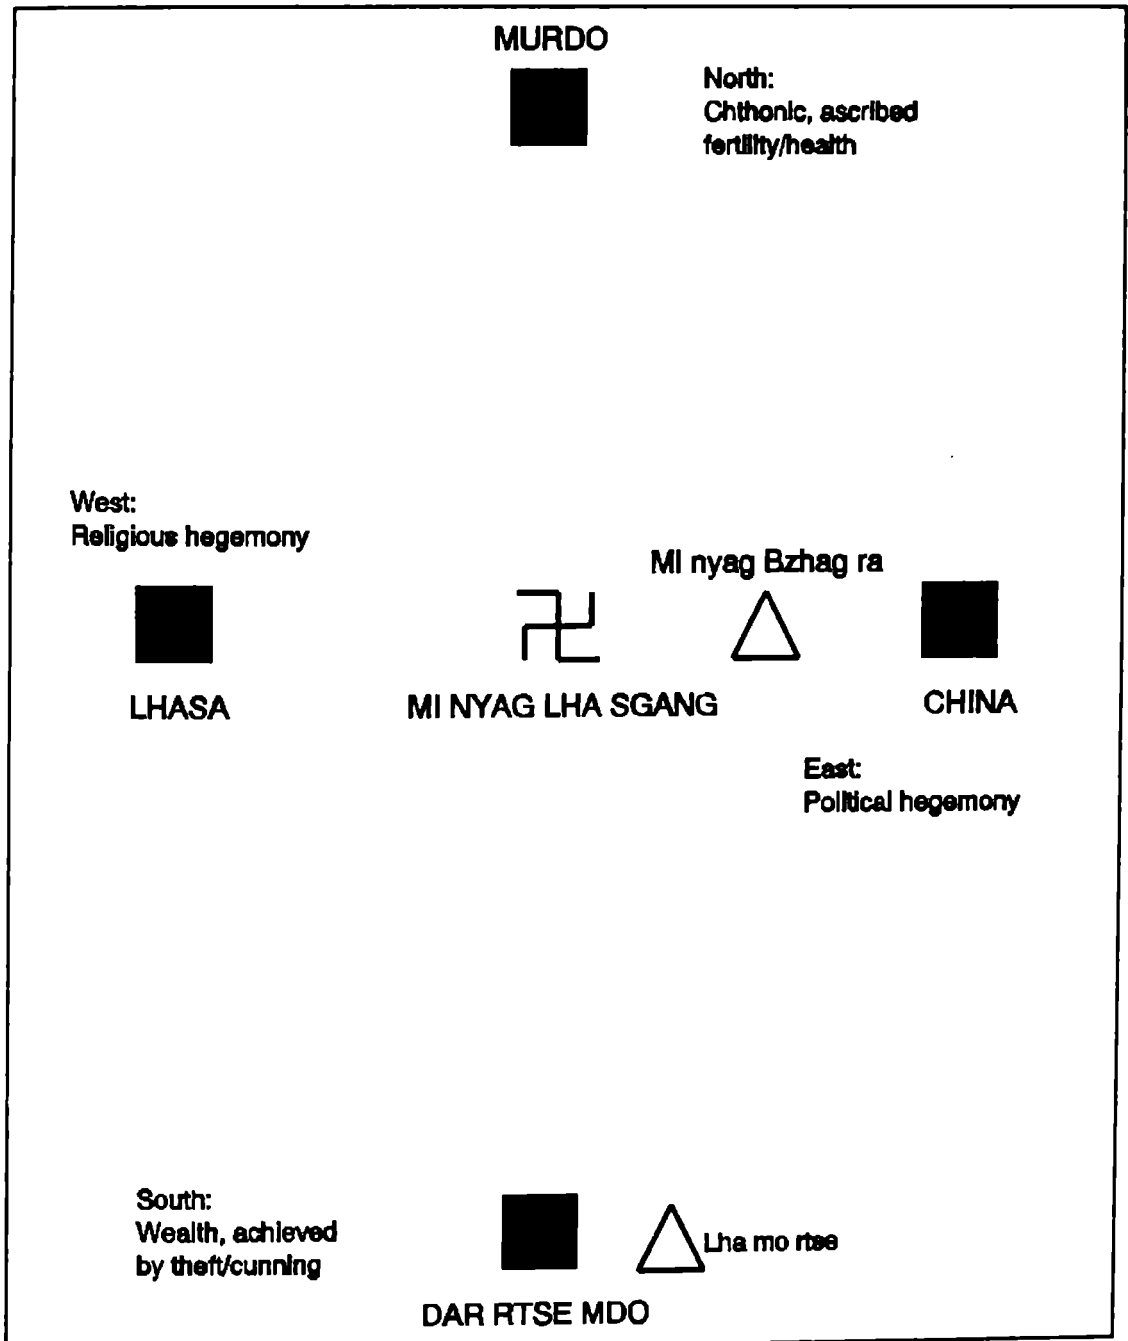 MURDO
North:
Chthonic, ascribed
fertility/health
West:
Religious hegemony
Mi nyag Bzhag ra
LHASA
MI NYAG LHA SGANG
CHINA
East:
Political hegemony
South:
Wealth, achieved
by theft/cunning
Lha mo rtse
DAR RTSE MDO